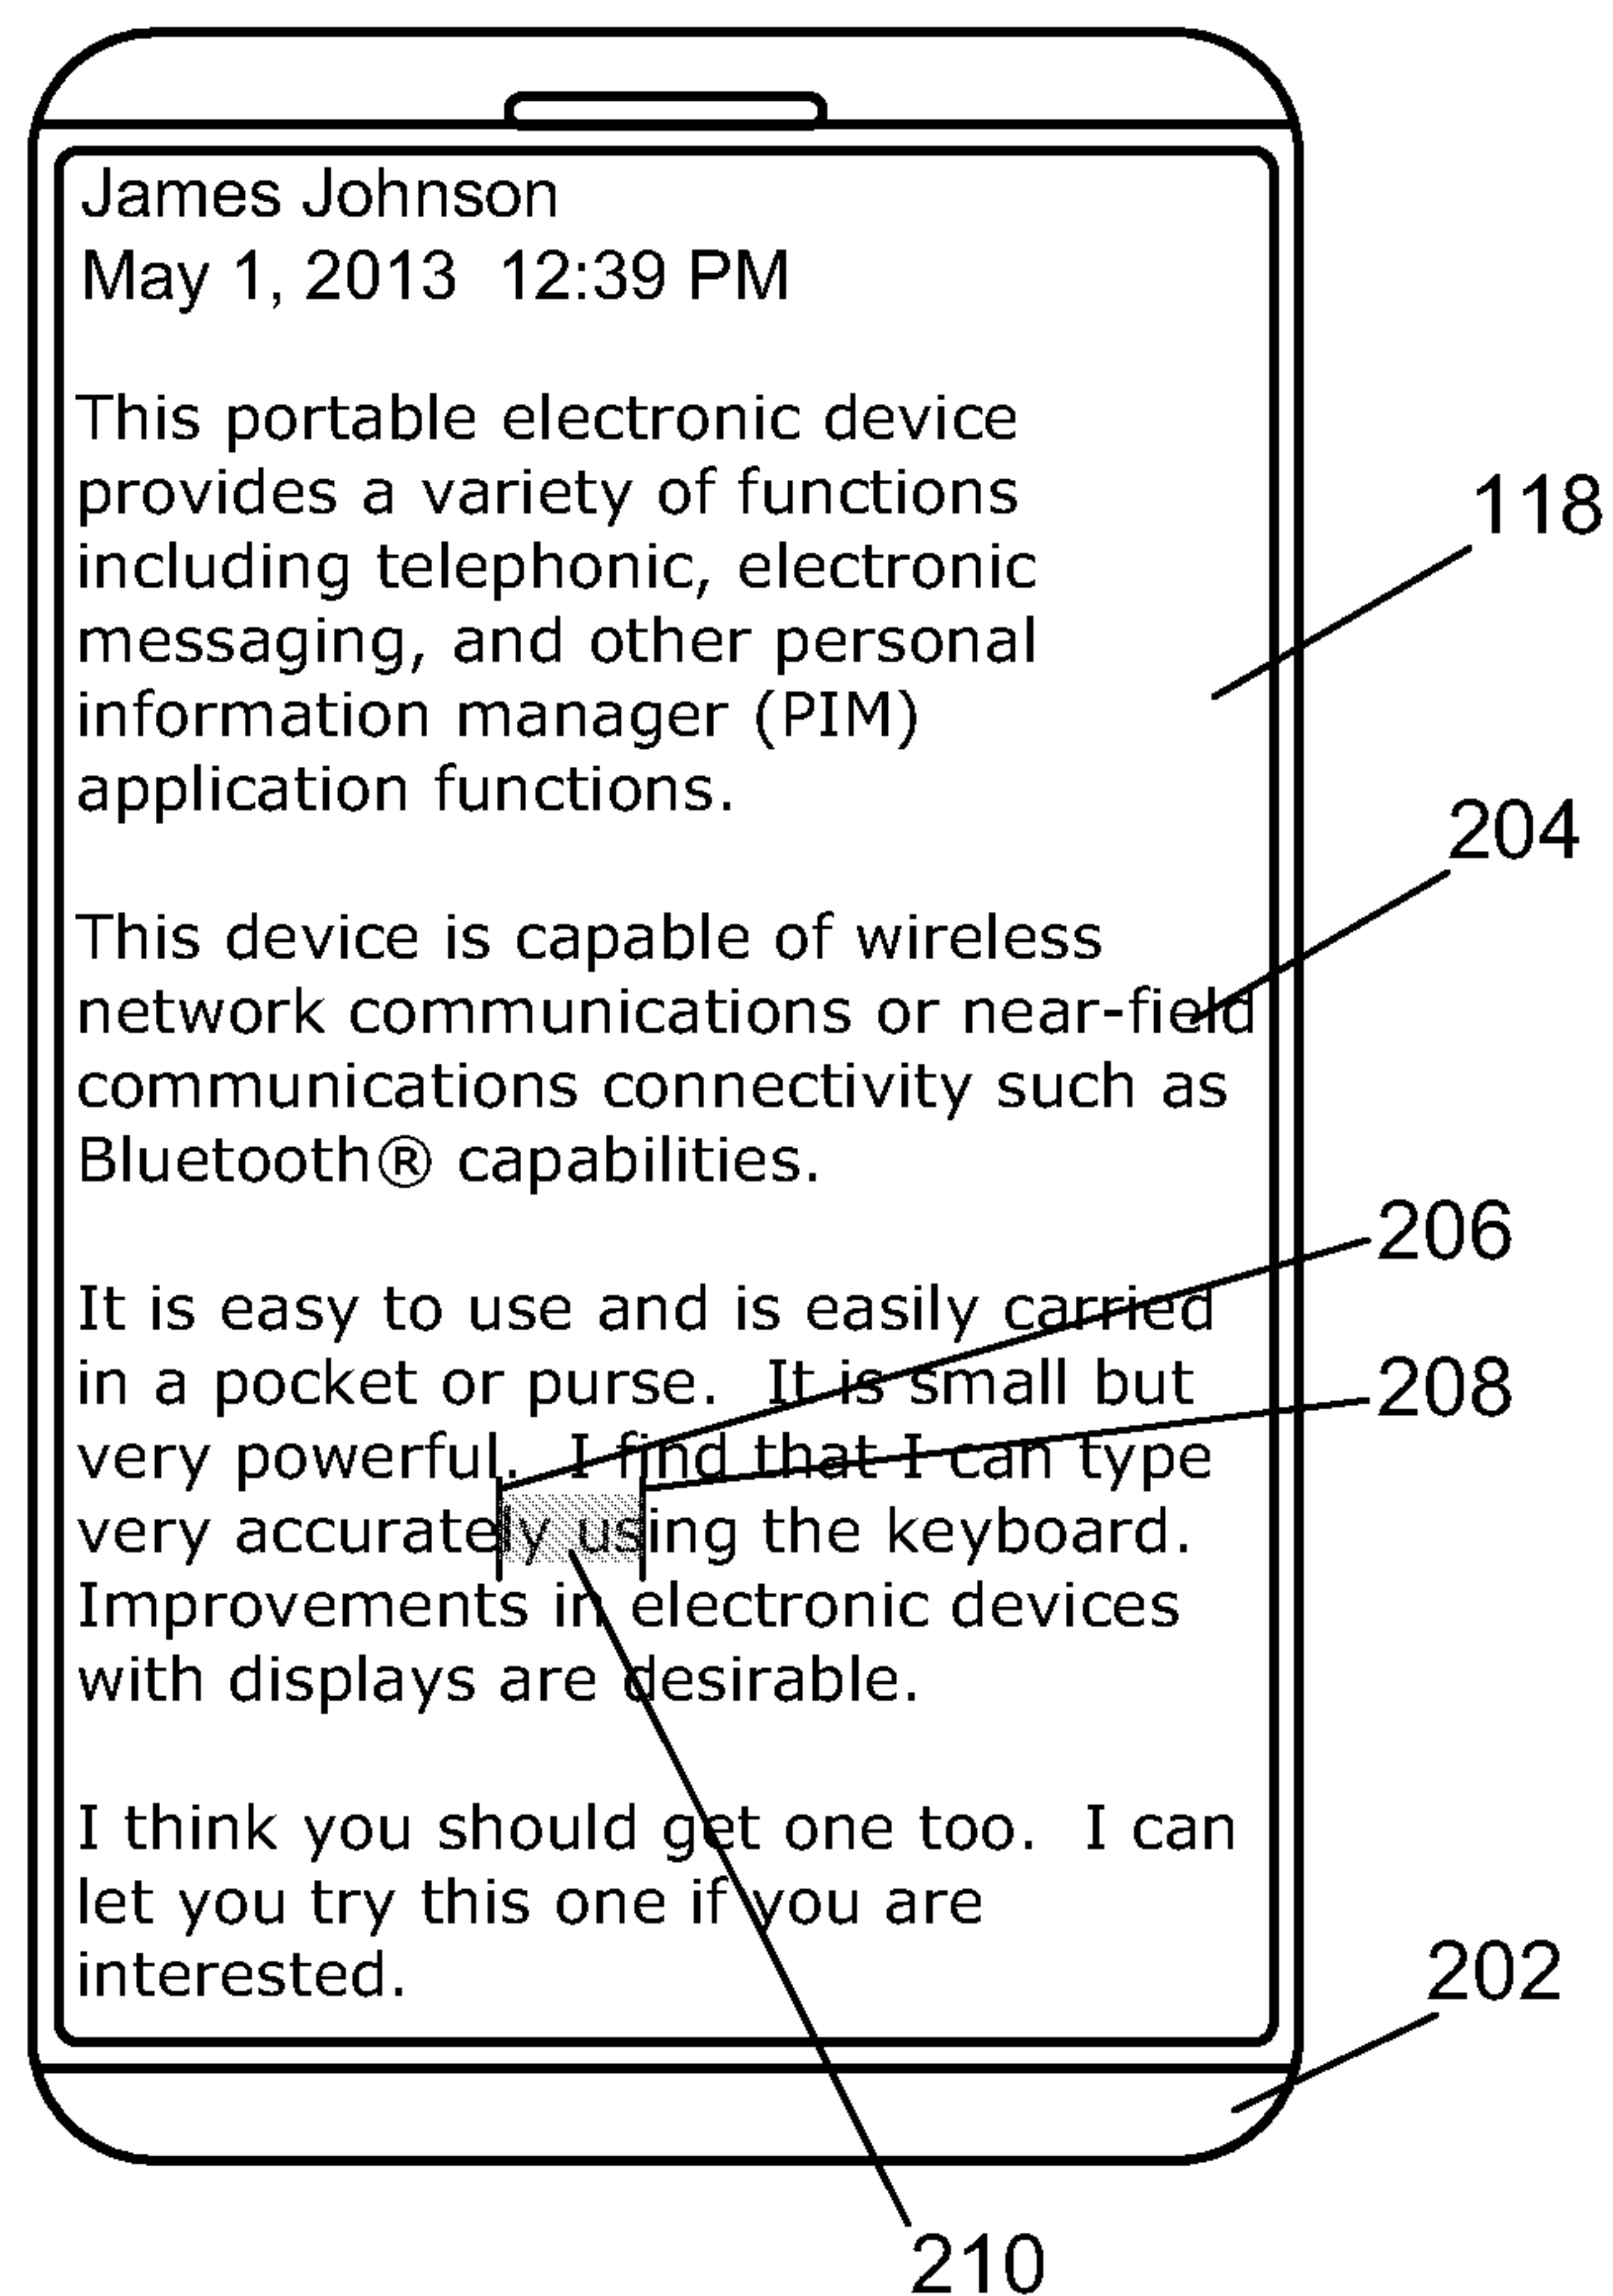 James Johnson
May 1, 2013  12:39 PM
This portable electronic device
provides a variety of functions
118
including telephonic, electronic
messaging, and other personal
information manager (PIM)
application functions.
204
This device is capable of wireless
network communications or near-field
communications connectivity such as
Bluetooth® capabilities.
206
It is easy to use and is easily carried
in a pocket or purse.  It is small but
208
very powerful.  I find that I can type
very accurately using the keyboard.
Improvements in electronic devices
with displays are desirable.
I think you should get one too.  I can
let you try this one if you are
interested.
202
210